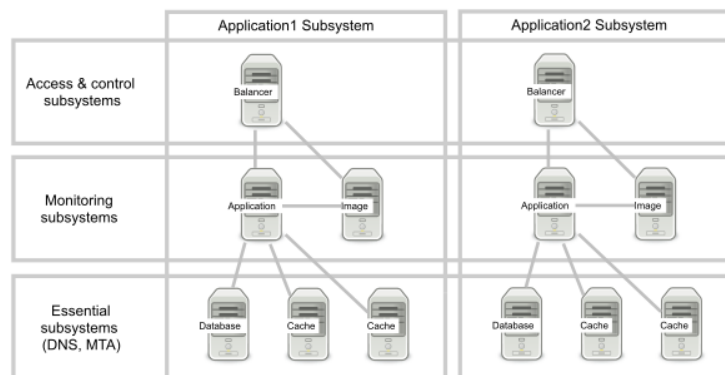 Application1 Subsystem
Application2 Subsystem
Access & control
subsystems
Balancer
Balancer
Monitoring
subsystems
Application
Image
Application
Image
Essential
subsystems
(DNS, MTA)
Database
Cache
Cache
Database
Cache
Cache